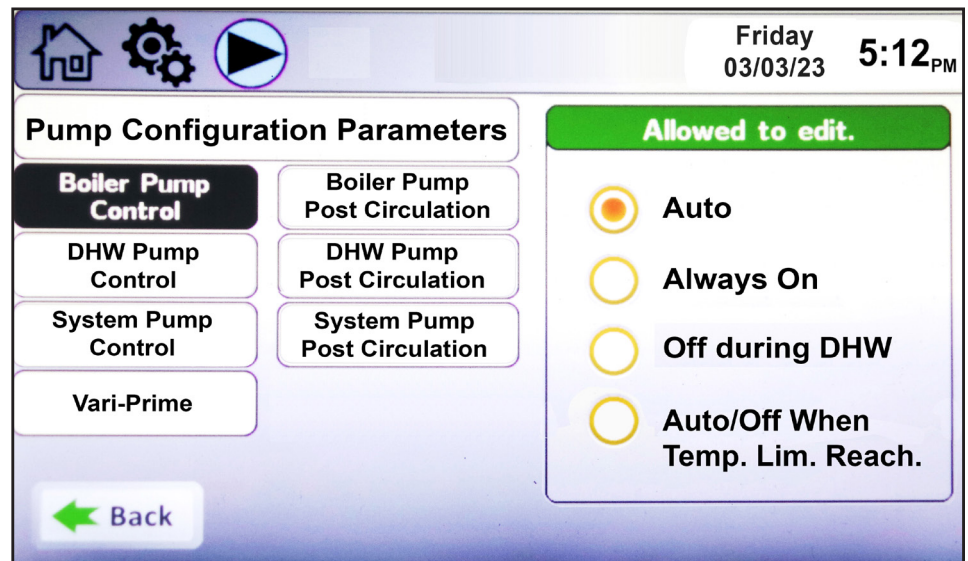 Friday
03/03/23
5:12PM
Pump Configuration Parameters
Allowed to edit.
Boiler Pump
Control
Boiler Pump
Post Circulation
DHW Pump
Control
DHW Pump
Post Circulation
System Pump
Control
System Pump
Post Circulation
Vari-Prime
Auto
Always On
Off during DHW
Auto/Off When
Temp. Lim. Reach.
Back